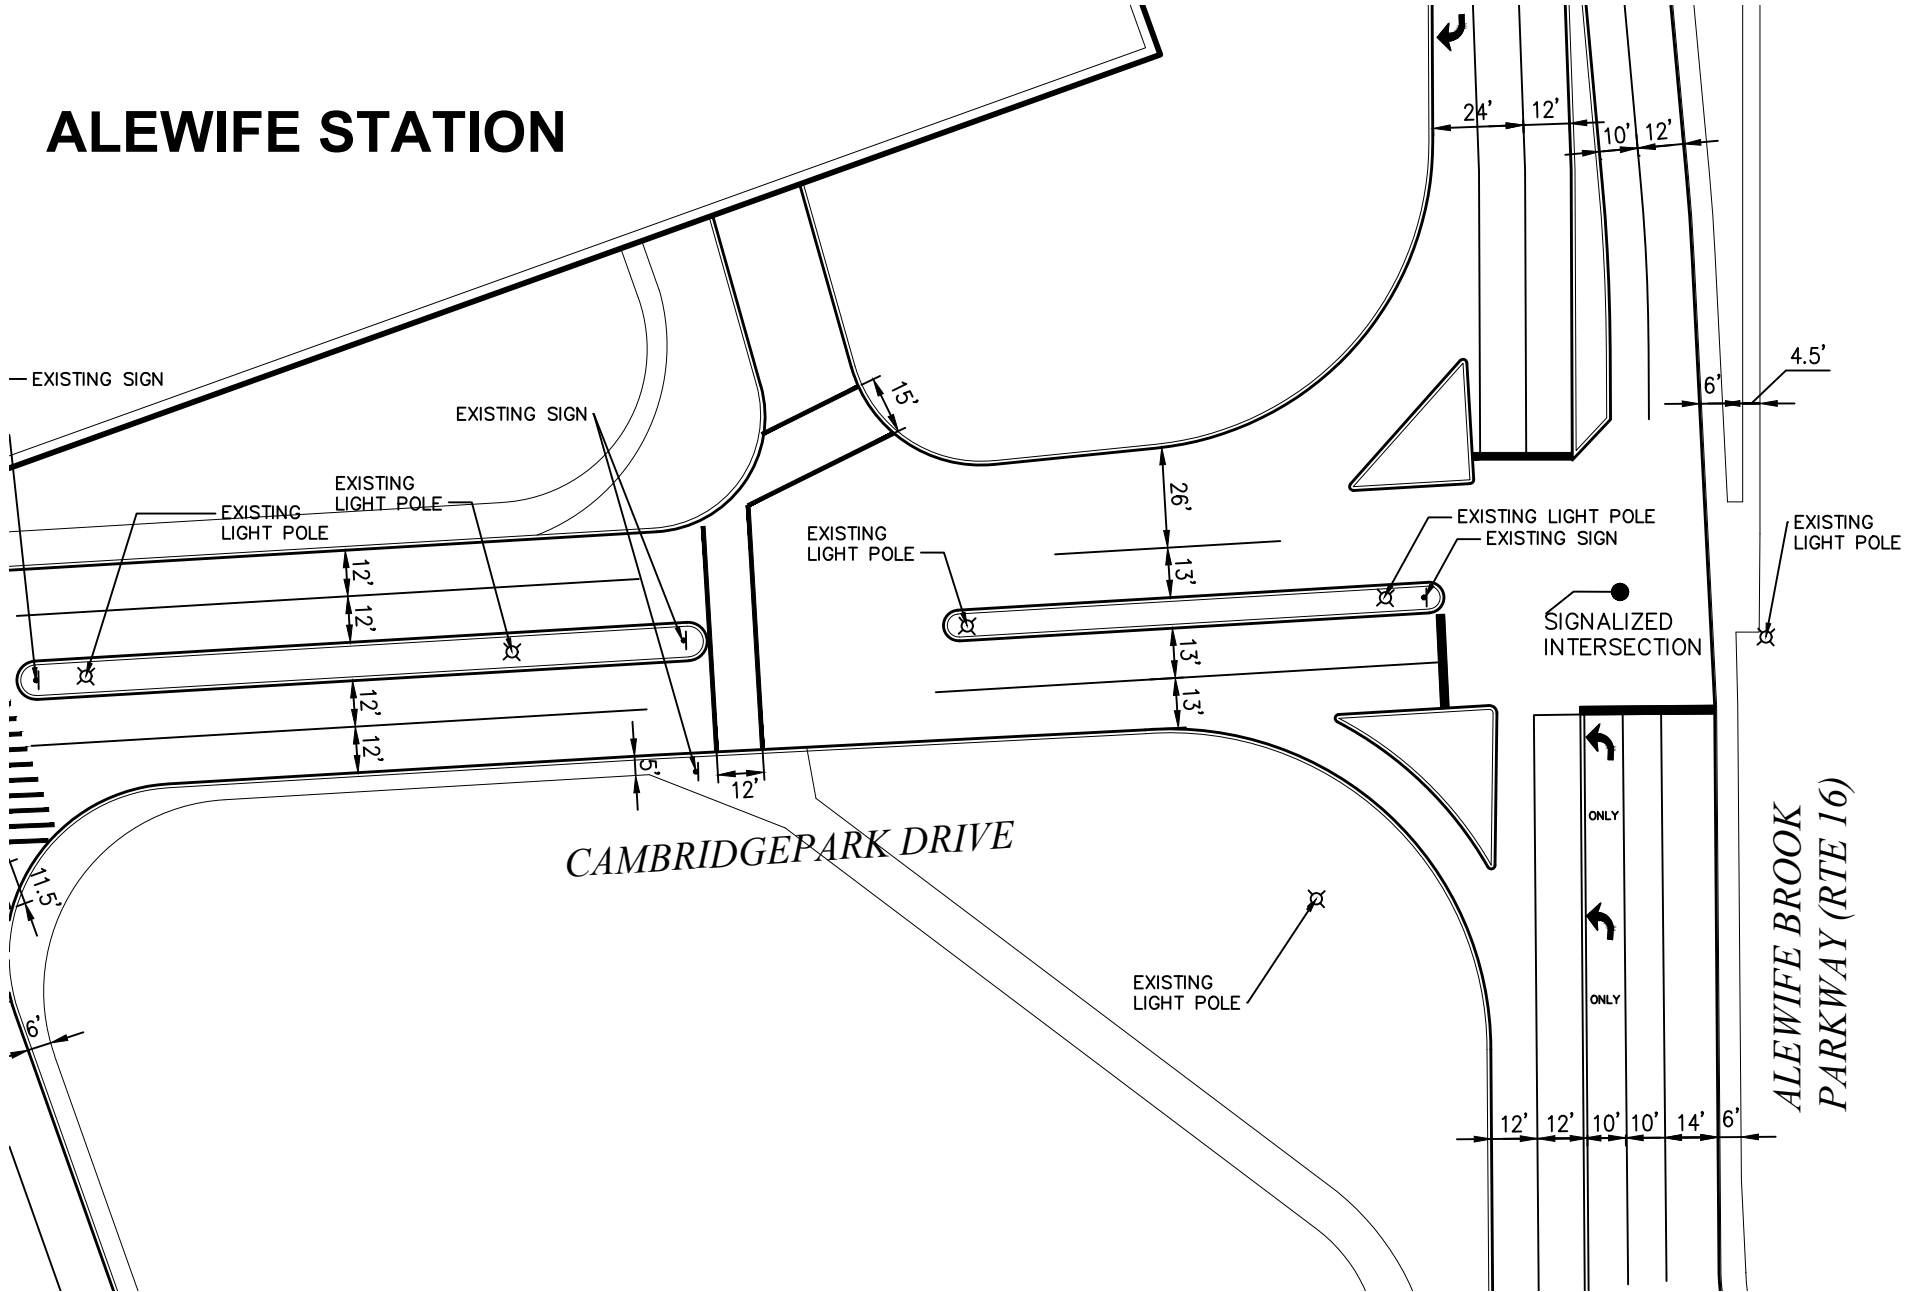 ALEWIFE STATION
24'
12'
10'
12'
4.5'
6'
EXISTING SIGN
EXISTING SIGN
15'
EXISTING
LIGHT POLE
EXISTING
LIGHT POLE
26'
EXISTING
LIGHT POLE
EXISTING LIGHT POLE
EXISTING SIGN
EXISTING
LIGHT POLE
12'
12'
13'
SIGNALIZED
INTERSECTION
13'
13'
12'
12'
5'
12'
CAMBRIDGEPARK DRIVE
ONLY
11.5'
ALEWIFE BROOK
PARKWAY (RTE 16)
EXISTING
LIGHT POLE
ONLY
6'
12'
12'
10'
10'
14'
6'